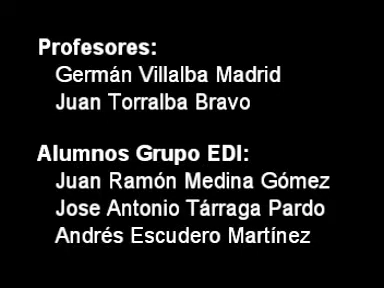 Profesores:
Germán Villalba Madrid
Juan Torralba Bravo
Alumnos Grupo EDI:
Juan Ramón Medina Gómez
Jose Antonio Tárraga Pardo
Andrés Escudero Martínez